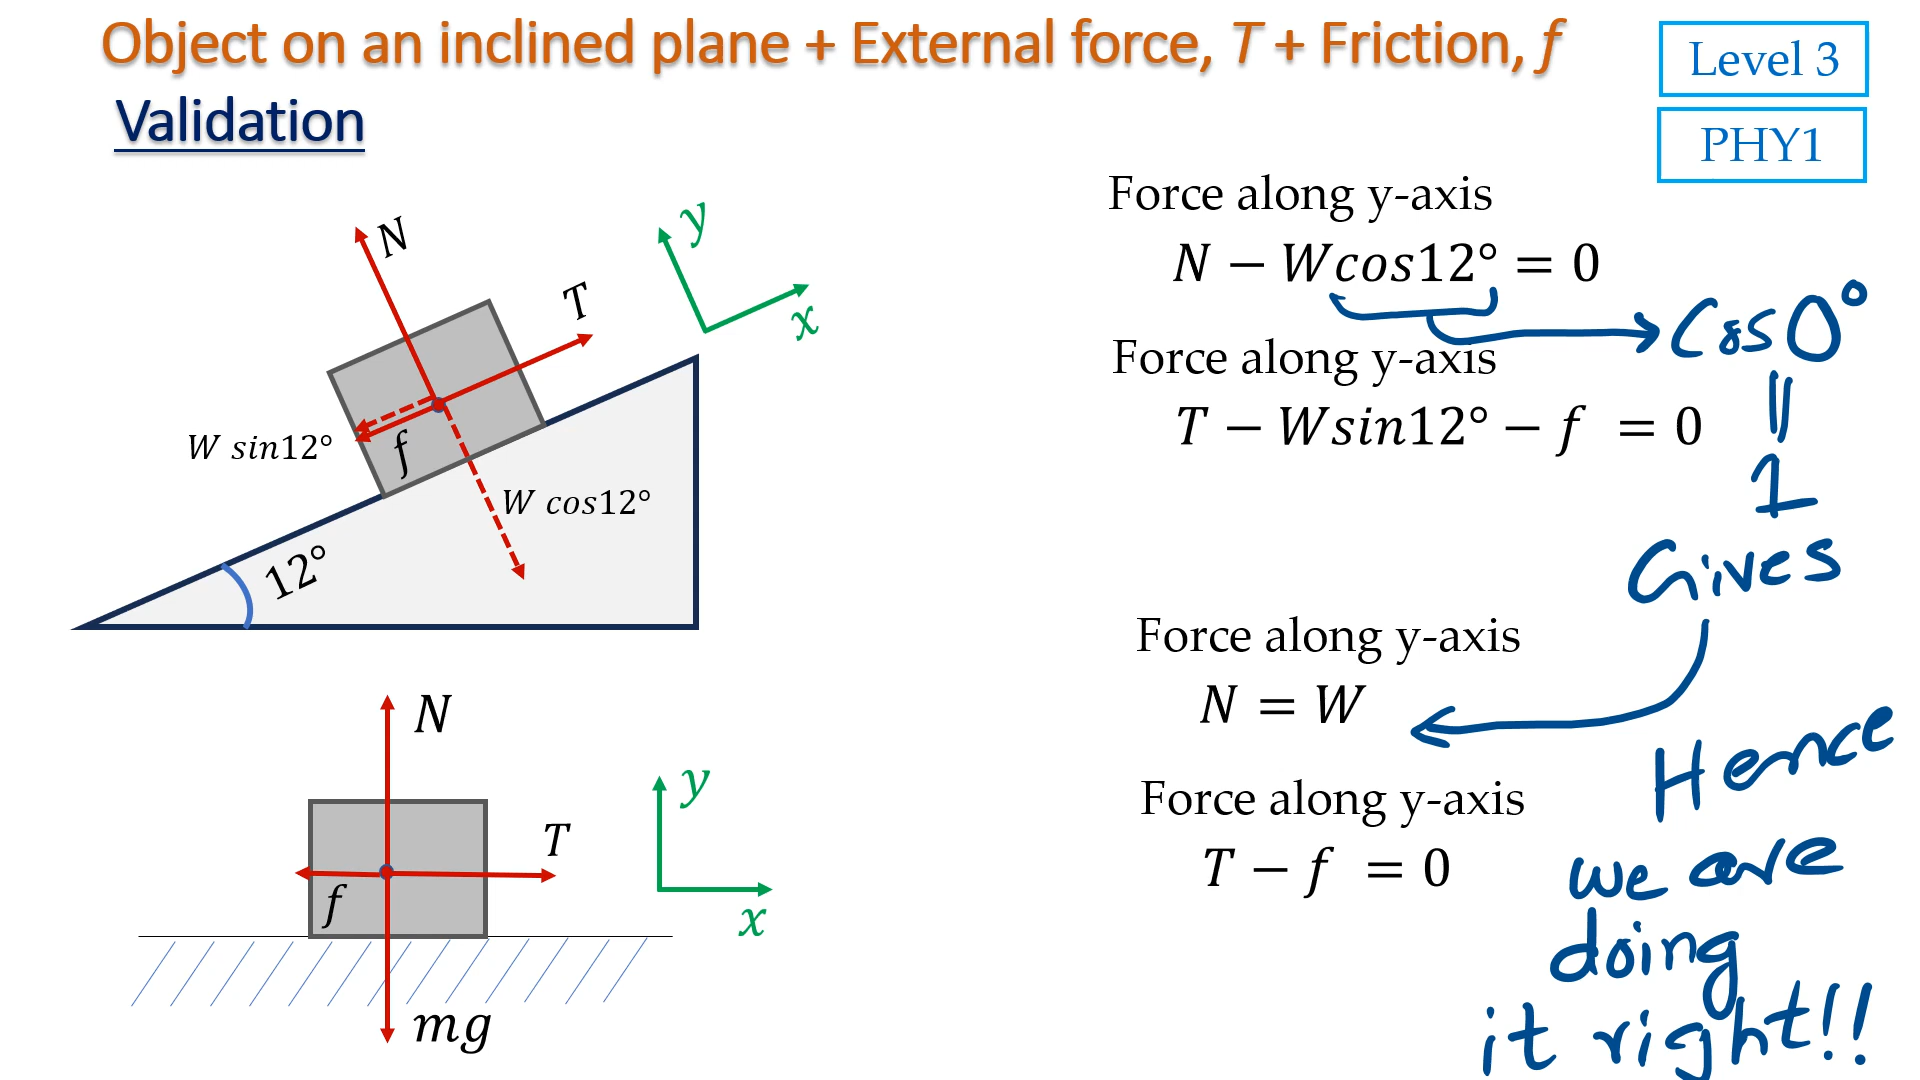 Object on an inclined plane + External force, T + Friction, f
Validation
Level 3
PHY1
N
T
y
x
W sin12°
f
W cos12°
12°
Force along y-axis
N − Wcos12° = 0
Cos 0°
Force along y-axis
T − Wsin12° − f = 0
=
1
Gives
Force along y-axis
N = W
Force along y-axis
T − f = 0
Hence
we are
doing
it right!!
N
T
f
mg
y
x